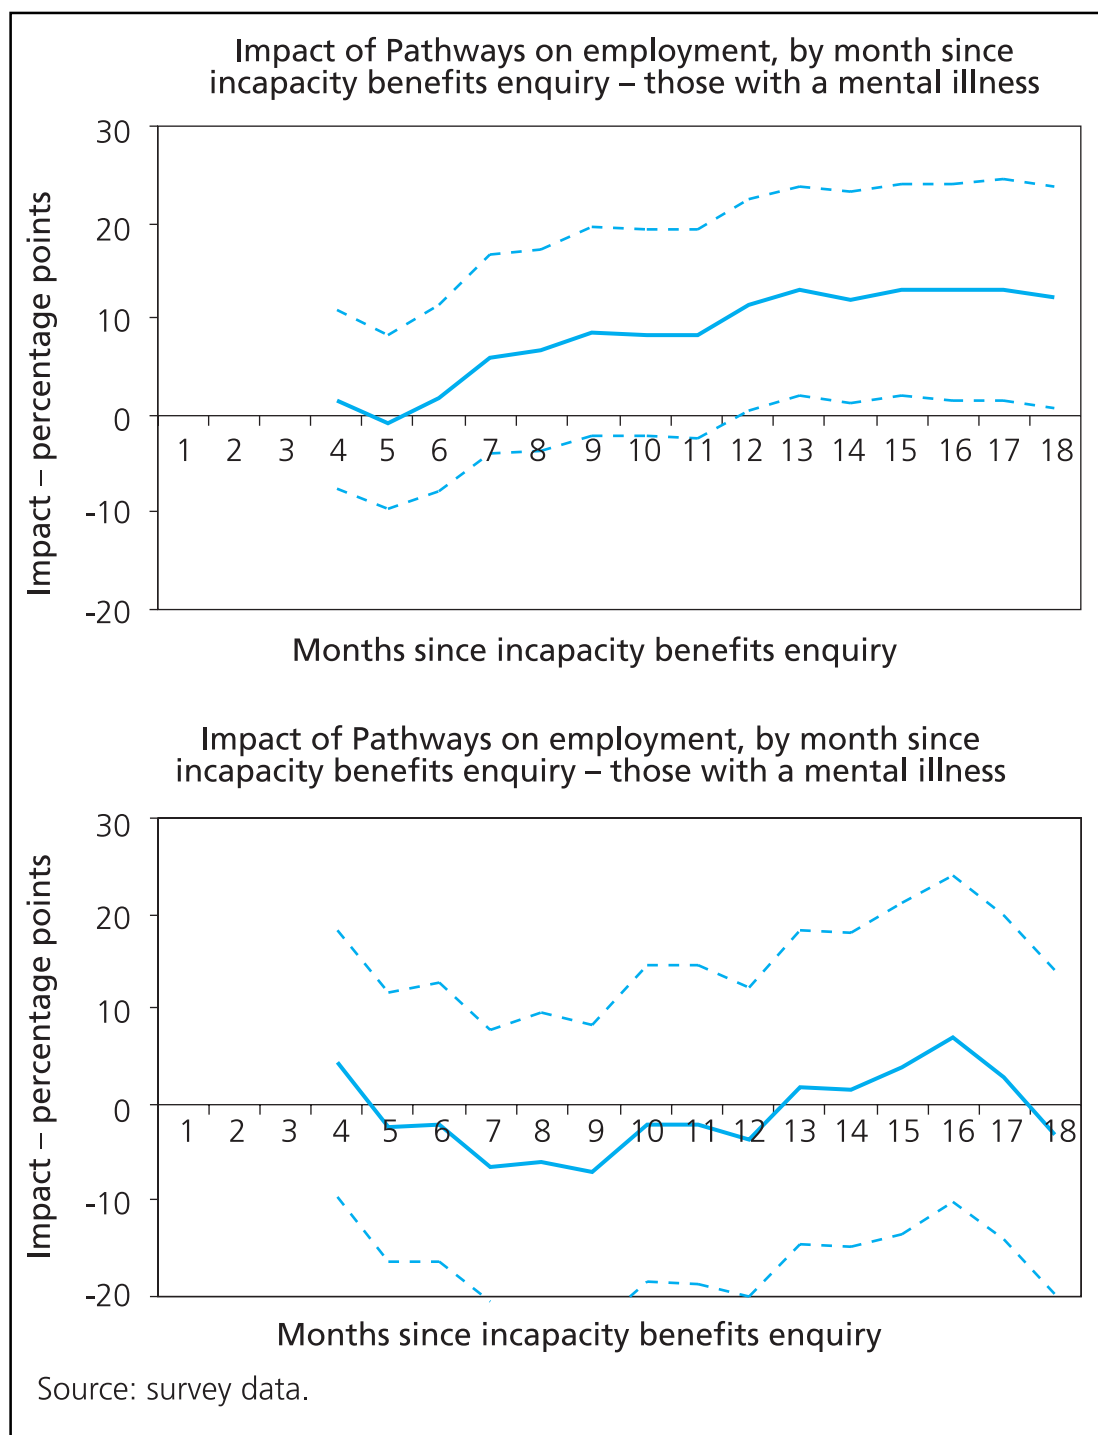 Impact of Pathways on employment, by month since
incapacity benefits enquiry – those with a mental illness
Impact – percentage points
30
20
10
0
-10
-20
1 2 3 4 5 6 7 8 9 10 11 12 13 14 15 16 17 18
Months since incapacity benefits enquiry
Impact of Pathways on employment, by month since
incapacity benefits enquiry – those with a mental illness
Impact – percentage points
30
20
10
0
-10
-20
1 2 3 4 5 6 7 8 9 10 11 12 13 14 15 16 17 18
Months since incapacity benefits enquiry
Source: survey data.